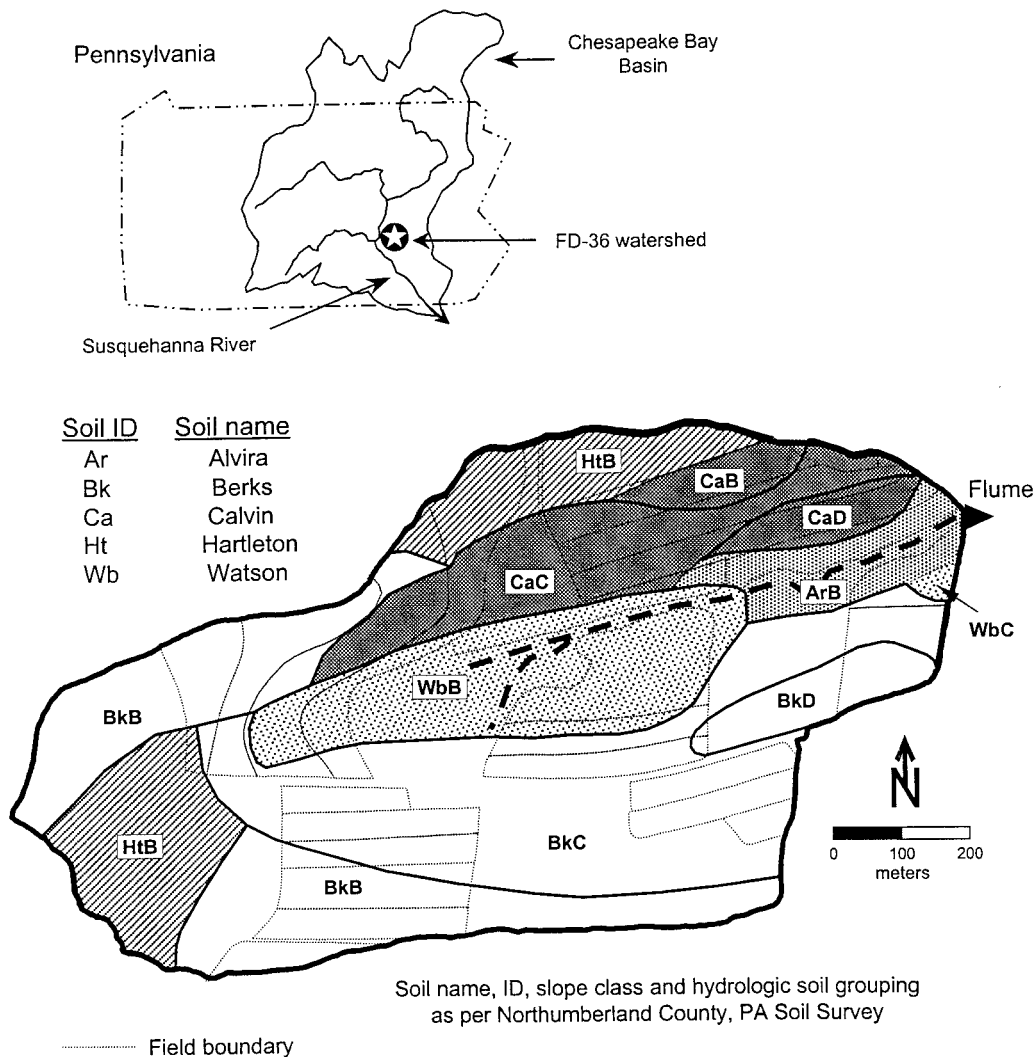 Pennsylvania
Chesapeake Bay
Basin
FD-36 watershed
Susquehanna River
Soil ID Soil name
Ar Alvira
Bk Berks
Ca Calvin
Ht Hartleton
Wb Watson
HtB
CaB
Flume
CaD
CaC
ArB
WbC
WbB
BkD
BkB
N
HtB
BkC
0 100 200
meters
BkB
Soil name, ID, slope class and hydrologic soil grouping
as per Northumberland County, PA Soil Survey
Field boundary